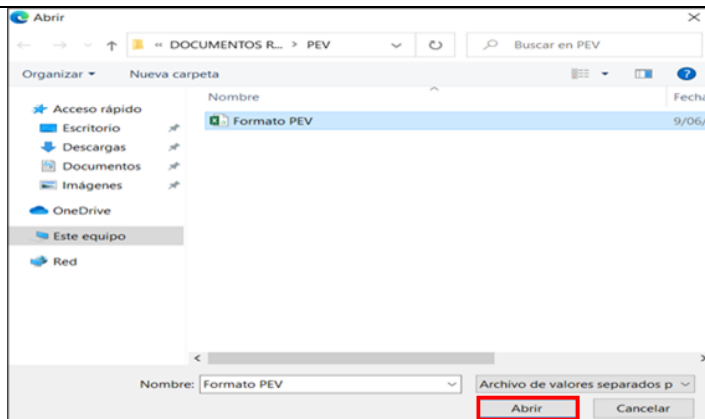 Abrir
« DOCUMENTOS R... > PEV
Buscar en PEV
Organizar
Nueva carpeta
Nombre
Fecha
Acceso rápido
Escritorio
Descargas
Documentos
Imágenes
OneDrive
Este equipo
Red
Formato PEV
9/06/
Nombre: Formato PEV
Archivo de valores separados p
Abrir
Cancelar